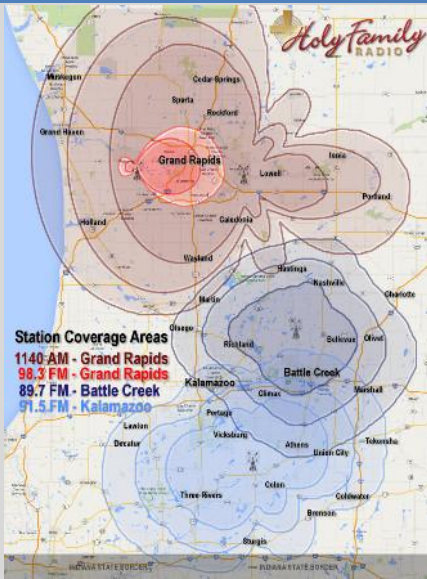 Holy Family
RADIO
Muskegon
Cedar Springs
Sparta
Rockford
Grand Haven
Grand Rapids
Ionia
Lowell
Portland
Holland
Caledonia
Wayland
Hastings
Nashville
Martin
Charlotte
Otsego
Station Coverage Areas
Richland
Bellevue
Olivet
1140 AM - Grand Rapids
98.3 FM - Grand Rapids
89.7 FM - Battle Creek
91.5 FM - Kalamazoo
Battle Creek
Kalamazoo
Marshall
Climax
Portage
Lawton
Vicksburg
Decatur
Athens
Tekonsha
Union City
Three Rivers
Colon
Coldwater
Bronson
Sturgis
INDIANA STATE BORDER
INDIANA STATE BORDER